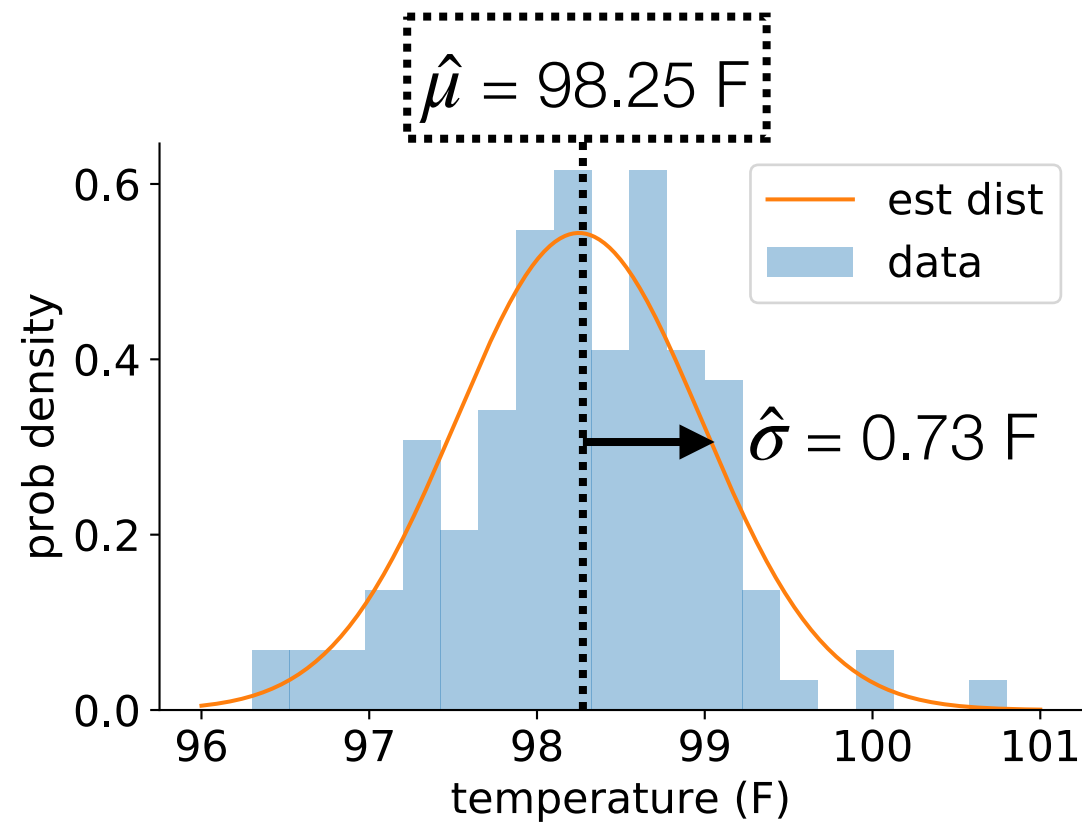 μ̂ = 98.25 F
est dist
data
σ̂ = 0.73 F
prob density
0.6
0.4
0.2
0.0
96 97 98 99 100 101
temperature (F)